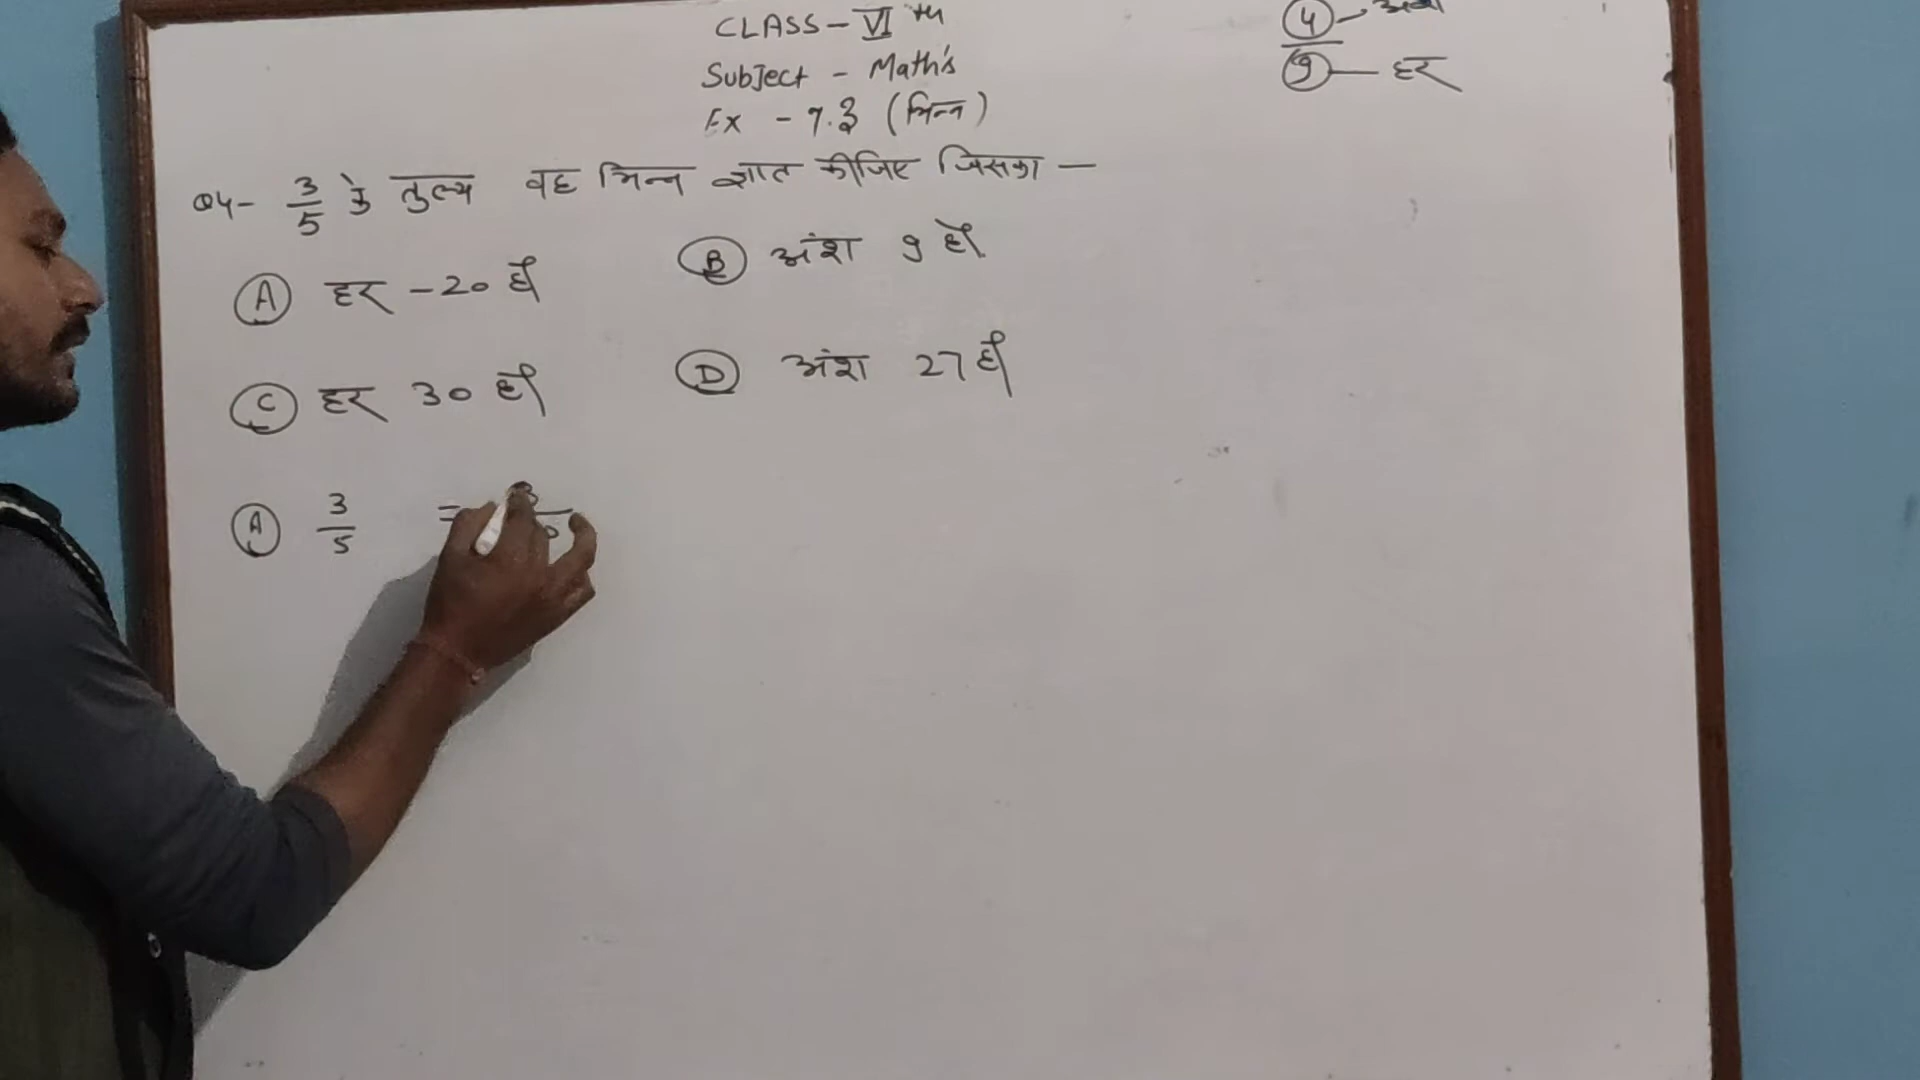 CLASS - VI th
Subject - Math's
Ex - 7.3 (भिन्न)
4
9 — हर
Q4- 3/5 के तुल्य वह भिन्न ज्ञात कीजिए जिसका —
A हर - 20 हो
B अंश 9 हो
C हर 30 हो
D अंश 27 हो
A 3/5 =